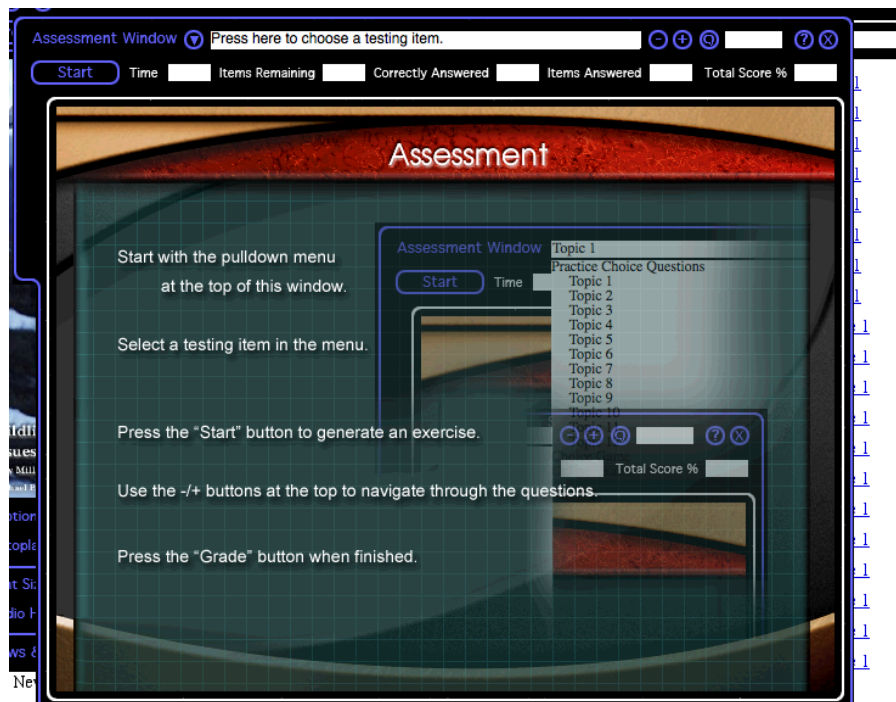 Assessment Window
Press here to choose a testing item.
- + Q ? X
Start Time Items Remaining Correctly Answered Items Answered Total Score %
Assessment
Start with the pulldown menu
at the top of this window.
Select a testing item in the menu.
Press the “Start” button to generate an exercise.
Use the -/+ buttons at the top to navigate through the questions.
Press the “Grade” button when finished.
Assessment Window Topic 1
Start Time
Practice Choice Questions
Topic 1
Topic 2
Topic 3
Topic 4
Topic 5
Topic 6
Topic 7
Topic 8
Topic 9
Topic 10
- + Q ? X
Total Score %